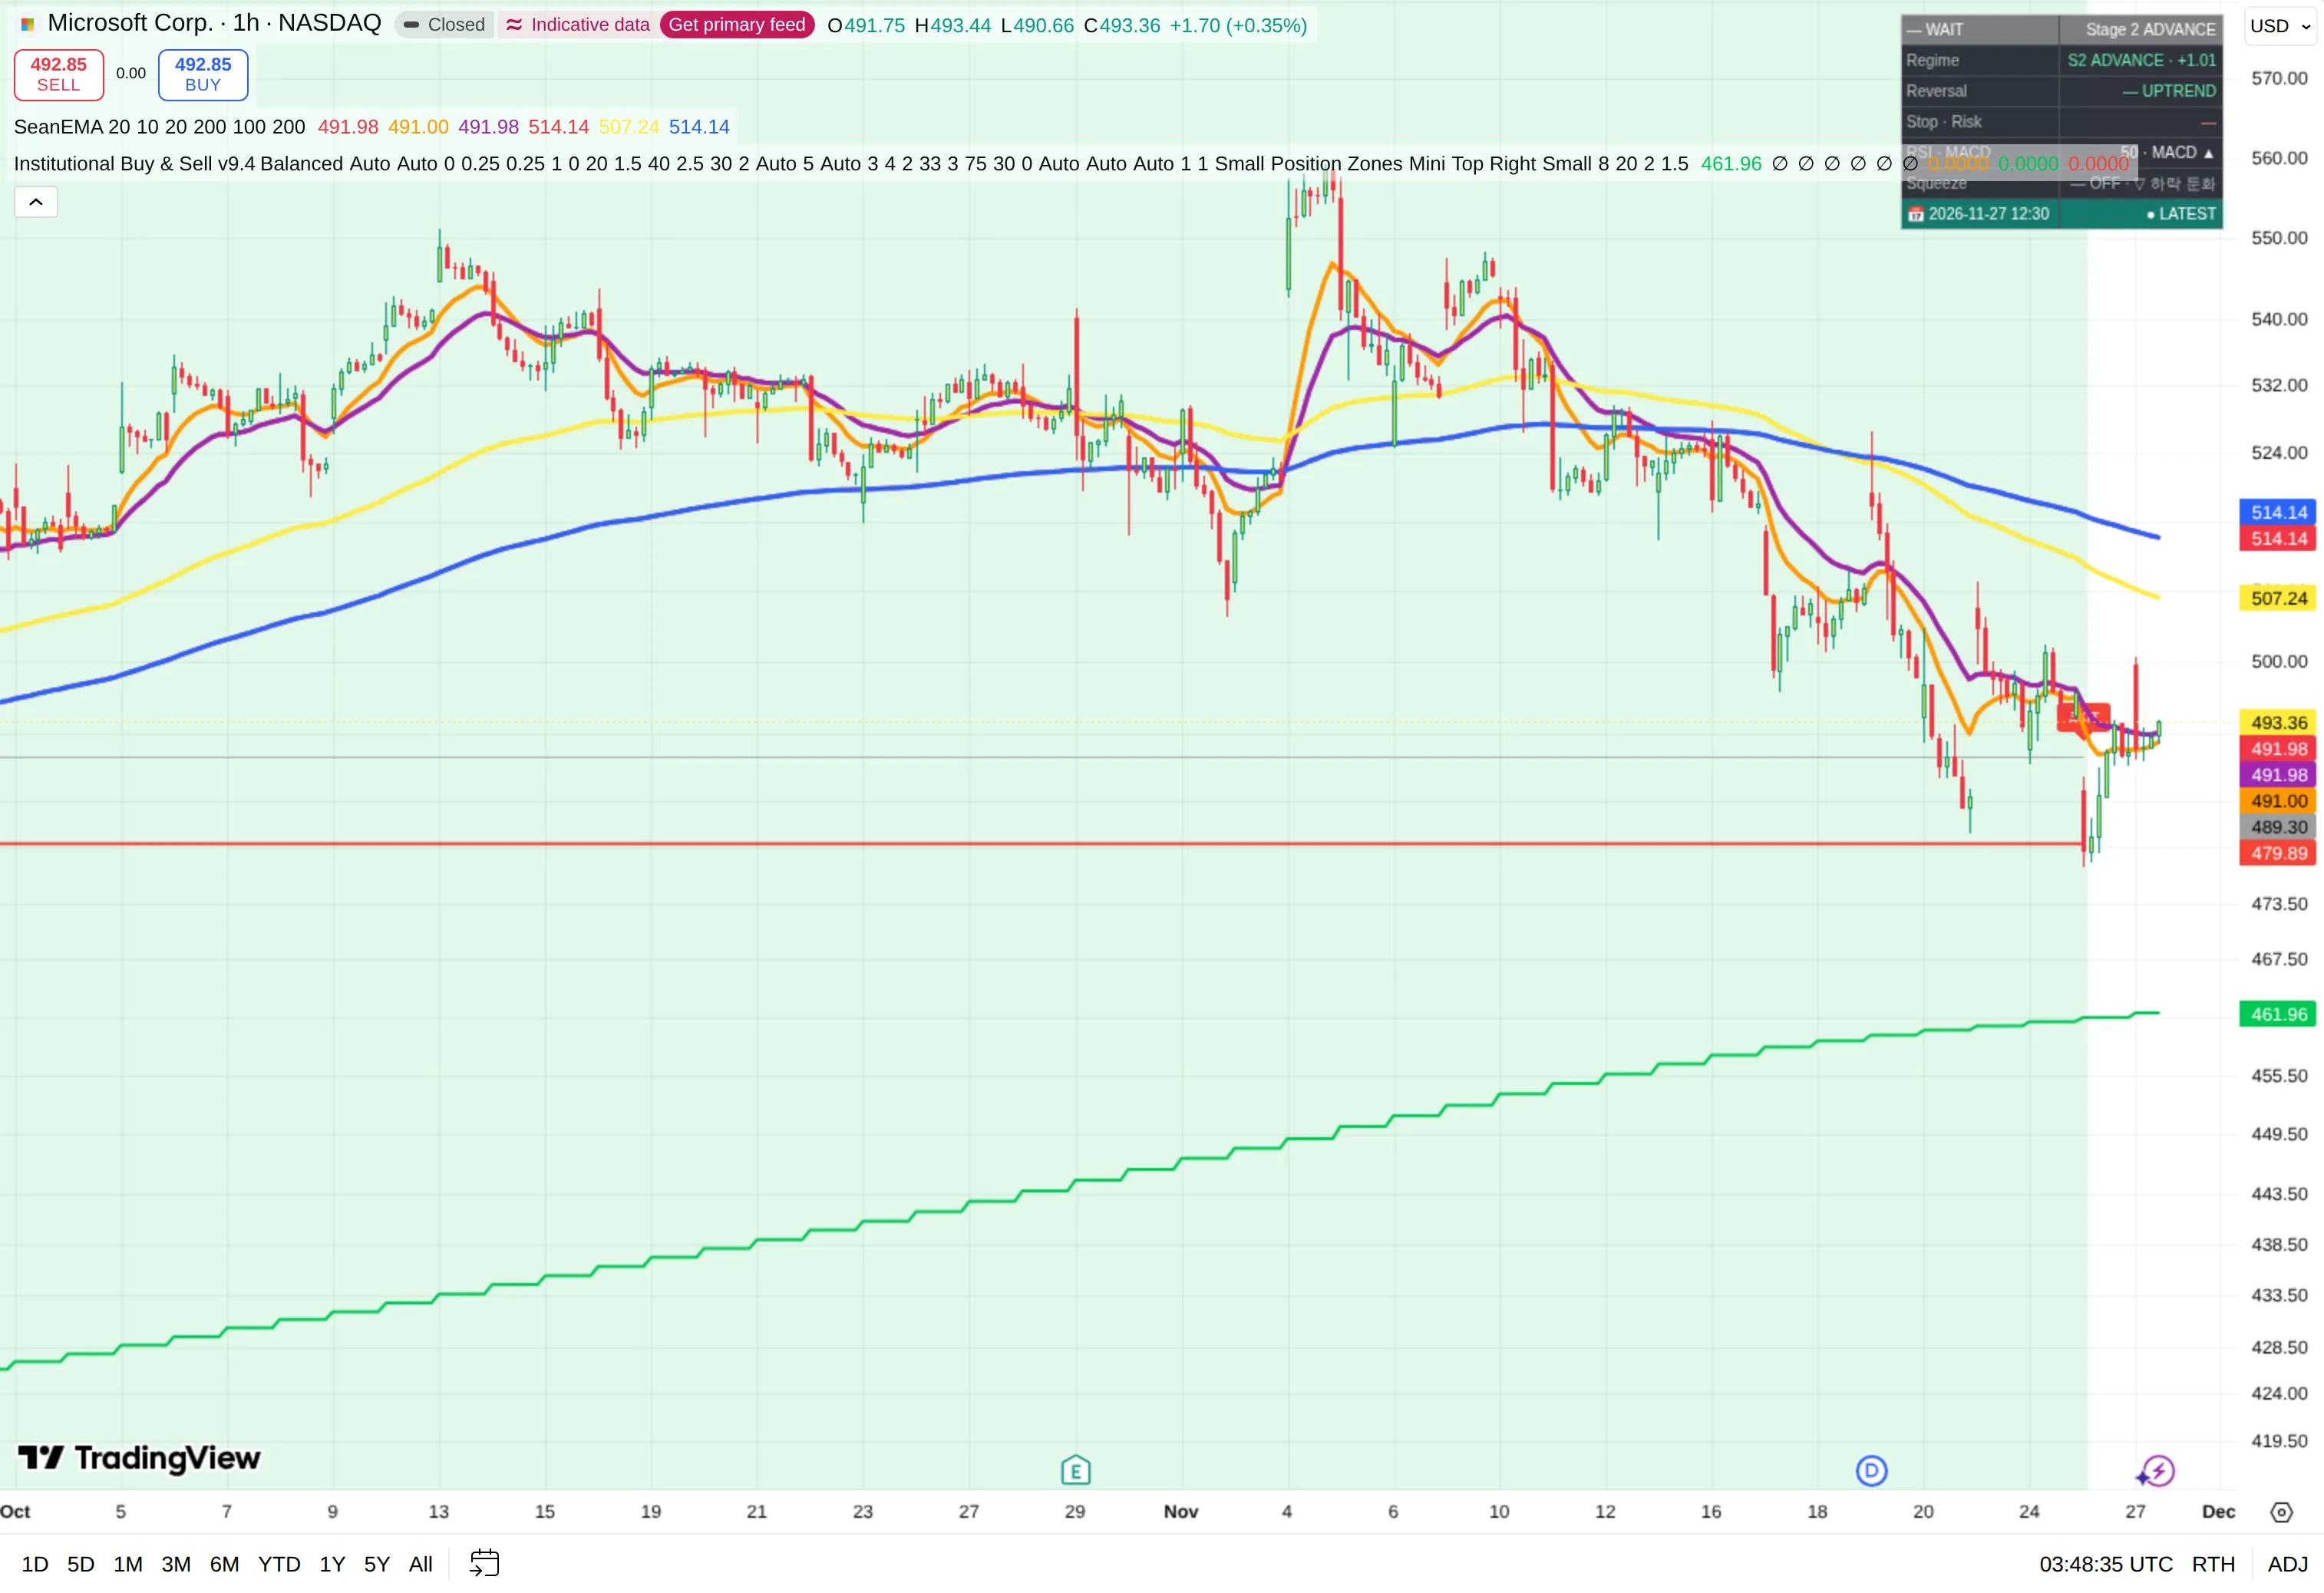 Microsoft Corp. · 1h · NASDAQ Closed Indicative data Get primary feed O491.75 H493.44 L490.66 C493.36 +1.70 (+0.35%)
492.85 SELL 0.00 492.85 BUY
SeanEMA 20 10 20 200 100 200 491.98 491.00 491.98 514.14 507.24 514.14
Institutional Buy & Sell v9.4 Balanced Auto Auto 0 0.25 0.25 1 0 20 1.5 40 2.5 30 2 Auto 5 Auto 3 4 2 33 3 75 30 0 Auto Auto Auto 1 1 Small Position Zones Mini Top Right Small 8 20 2 1.5 461.96 ∅ ∅ ∅ ∅ ∅ ∅ 0.0000 0.0000 0.0000
— WAIT Stage 2 ADVANCE
Regime S2 ADVANCE · +1.01
Reversal — UPTREND
Stop · Risk —
RSI · MACD 50 · MACD ▲
Squeeze — OFF · ▽ 하락 둔화
2026-11-27 12:30 ● LATEST
USD
570.00
560.00
550.00
540.00
532.00
524.00
514.14
514.14
507.24
500.00
493.36
491.98
491.98
491.00
489.30
479.89
473.50
467.50
461.96
455.50
449.50
443.50
438.50
433.50
428.50
424.00
419.50
TradingView
E D
Oct 5 7 9 13 15 19 21 23 27 29 Nov 4 6 10 12 16 18 20 24 27 Dec
1D 5D 1M 3M 6M YTD 1Y 5Y All 03:48:35 UTC RTH ADJ